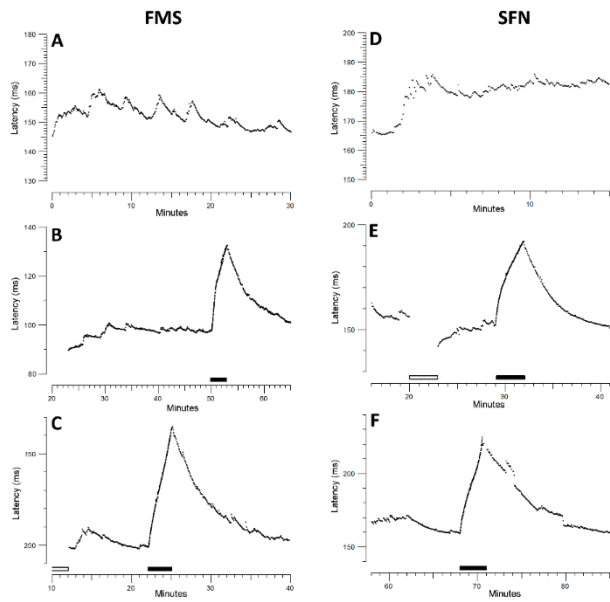 FMS
SFN
A
180
170
160
150
140
130
Latency (ms)
0 10 20 30
Minutes
D
200
190
180
170
160
150
Latency (ms)
0 10
Minutes
B
140
120
100
80
Latency (ms)
20 30 40 50 60
Minutes
E
200
150
Latency (ms)
20 30 40
Minutes
C
250
200
Latency (ms)
10 20 30 40
Minutes
F
200
150
Latency (ms)
60 70 80
Minutes